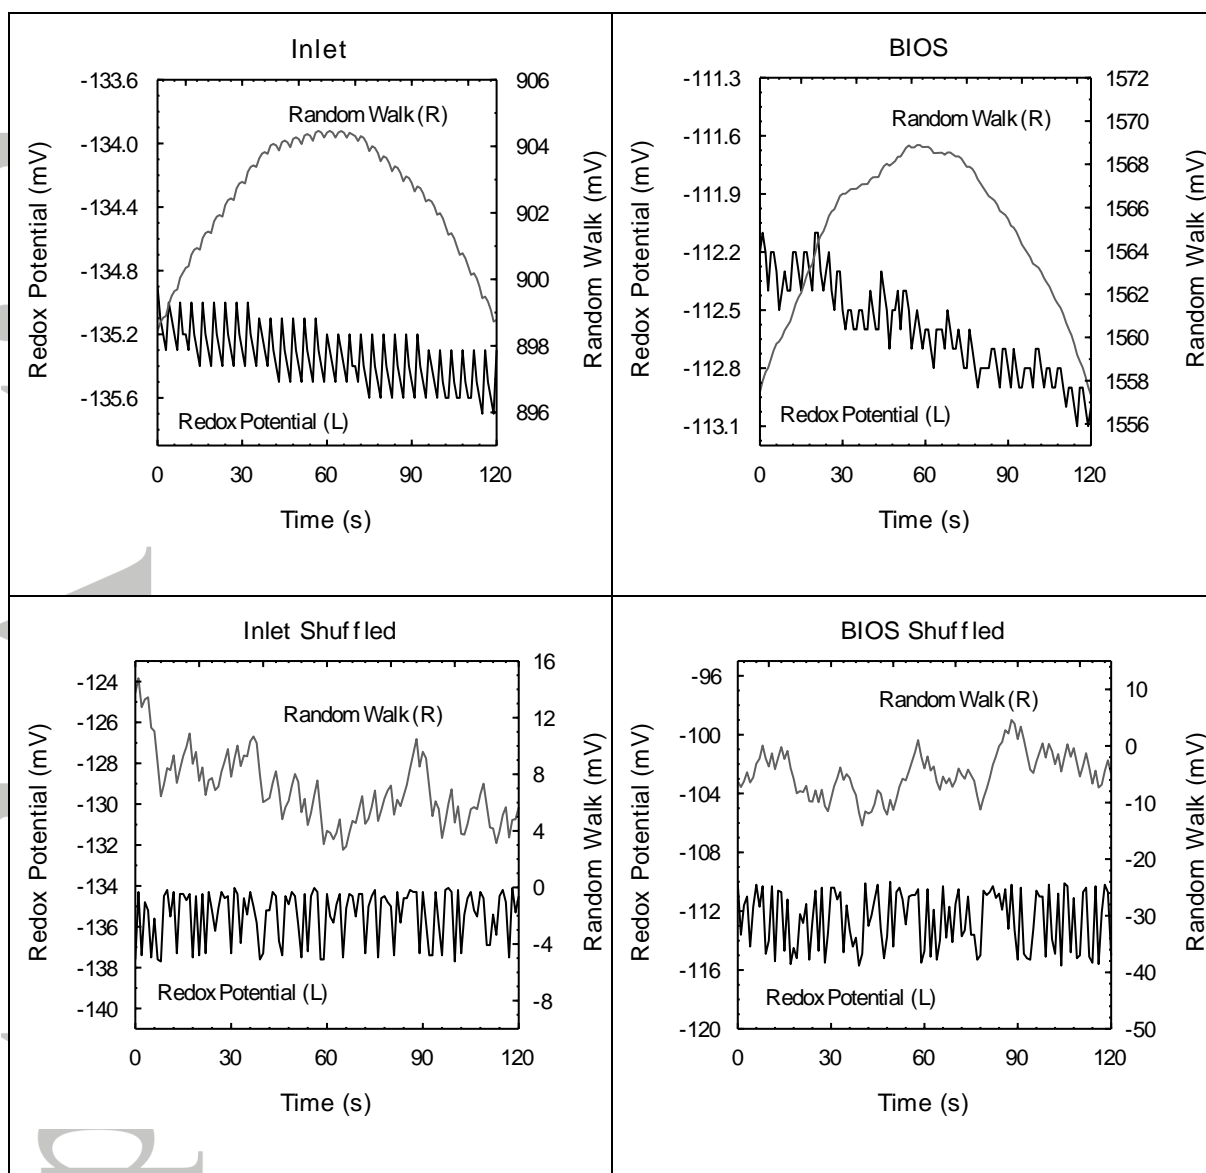 Inlet
-133.6
-134.0
-134.4
-134.8
-135.2
-135.6
Redox Potential (mV)
906
904
902
900
898
896
Random Walk (mV)
Random Walk (R)
Redox Potential (L)
0 30 60 90 120
Time (s)
BIOS
-111.3
-111.6
-111.9
-112.2
-112.5
-112.8
-113.1
Redox Potential (mV)
1572
1570
1568
1566
1564
1562
1560
1558
1556
Random Walk (mV)
Random Walk (R)
Redox Potential (L)
0 30 60 90 120
Time (s)
Inlet Shuffled
-124
-126
-128
-130
-132
-134
-136
-138
-140
Redox Potential (mV)
16
12
8
4
0
-4
-8
Random Walk (mV)
Random Walk (R)
Redox Potential (L)
0 30 60 90 120
Time (s)
BIOS Shuffled
-96
-100
-104
-108
-112
-116
-120
Redox Potential (mV)
10
0
-10
-20
-30
-40
-50
Random Walk (mV)
Random Walk (R)
Redox Potential (L)
0 30 60 90 120
Time (s)